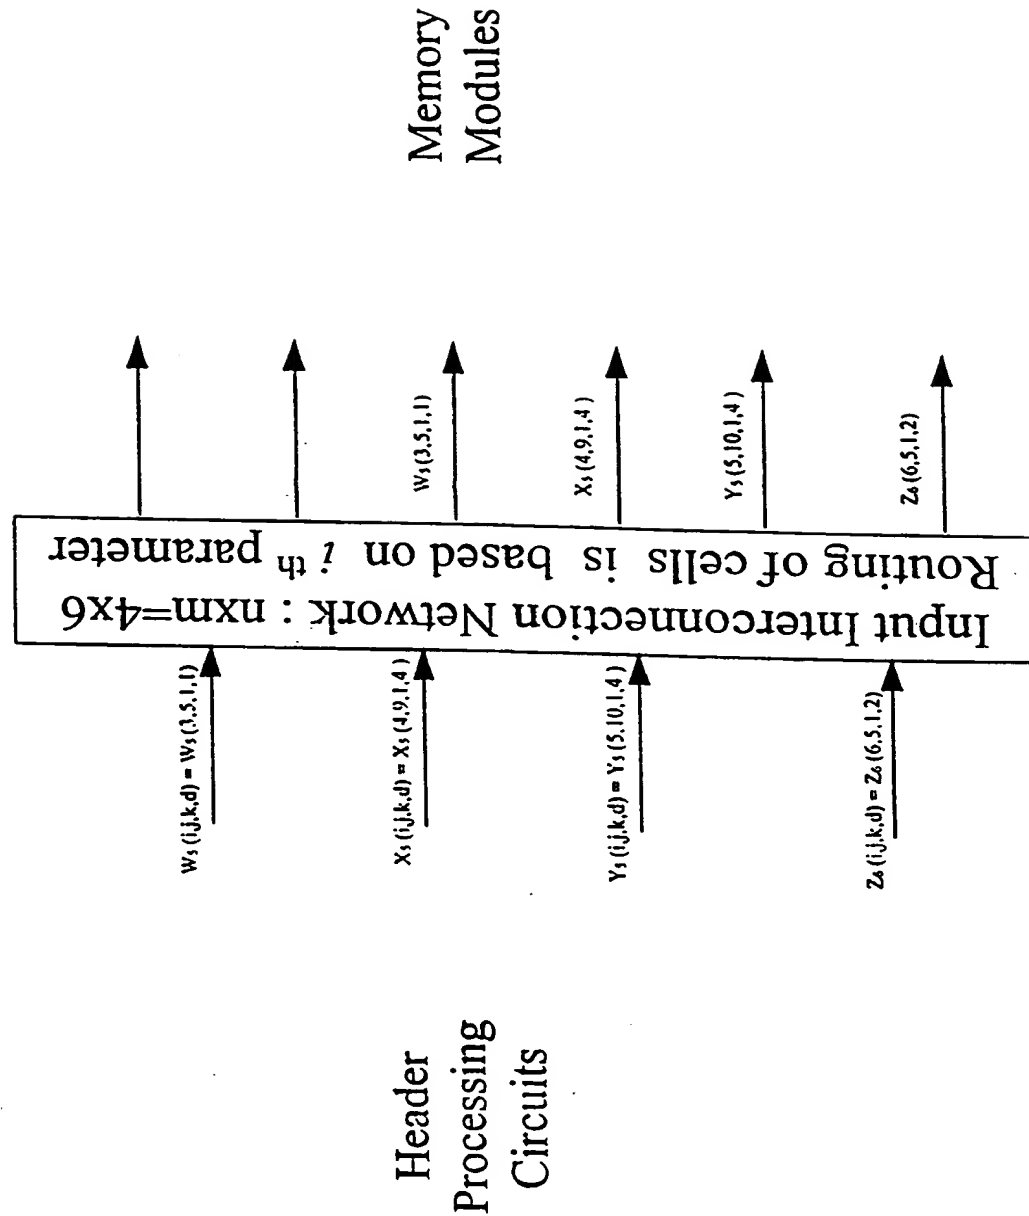 Header
Processing
Circuits
W₅(i,j,k,d) = W₅(3,5,1,1)
X₅(i,j,k,d) = X₅(4,9,1,4)
Y₅(i,j,k,d) = Y₅(5,10,1,4)
Z₆(i,j,k,d) = Z₆(6,5,1,2)
Input Interconnection Network : nxm=4x6
Routing of cells is based on i th parameter
W₅(3,5,1,1)
X₅(4,9,1,4)
Y₅(5,10,1,4)
Z₆(6,5,1,2)
Memory
Modules